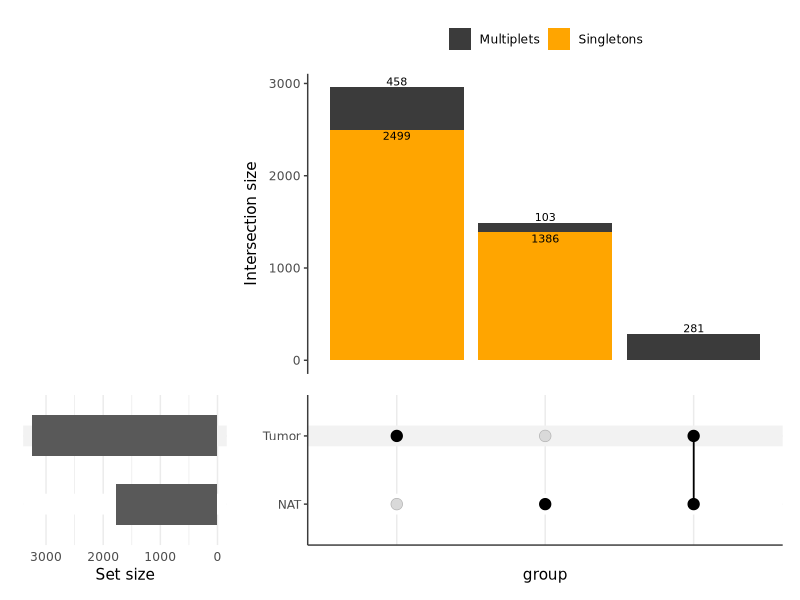 Multiplets Singletons
3000
2000
1000
0
Intersection size
458
2499
103
1386
281
Tumor
NAT
3000 2000 1000 0
Set size
group